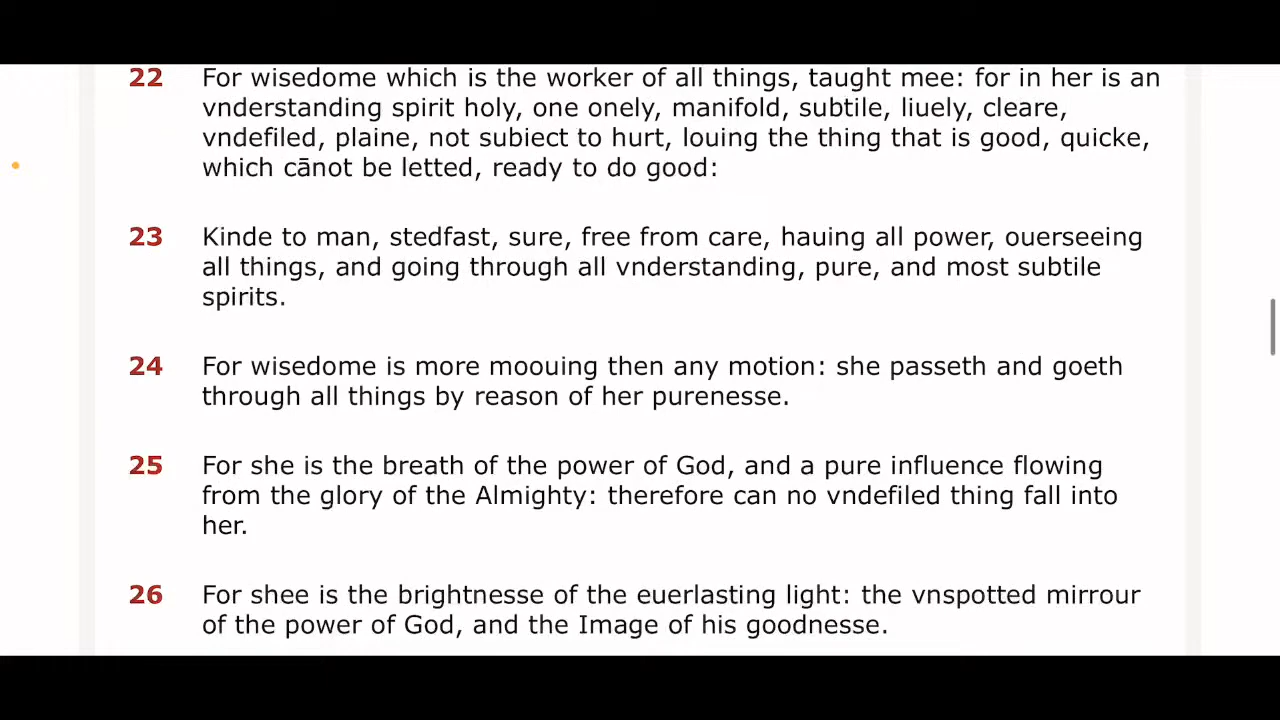 22 For wisedome which is the worker of all things, taught mee: for in her is an
vnderstanding spirit holy, one onely, manifold, subtile, liuely, cleare,
vndefiled, plaine, not subiect to hurt, louing the thing that is good, quicke,
which cānot be letted, ready to do good:
23 Kinde to man, stedfast, sure, free from care, hauing all power, ouerseeing
all things, and going through all vnderstanding, pure, and most subtile
spirits.
24 For wisedome is more moouing then any motion: she passeth and goeth
through all things by reason of her purenesse.
25 For she is the breath of the power of God, and a pure influence flowing
from the glory of the Almighty: therefore can no vndefiled thing fall into
her.
26 For shee is the brightnesse of the euerlasting light: the vnspotted mirrour
of the power of God, and the Image of his goodnesse.